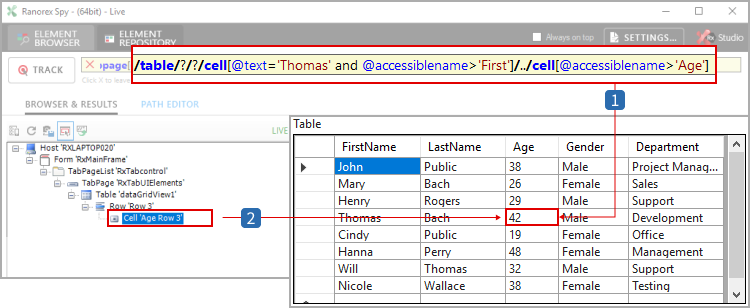 Ranorex Spy - (64bit) - Live
ELEMENT BROWSER
ELEMENT REPOSITORY
Always on top
SETTINGS...
Studio
TRACK
/table/?/?/cell[@text='Thomas' and @accessiblename>'First']/../cell[@accessiblename>'Age']
1
BROWSER & RESULTS
PATH EDITOR
LIVE
Host 'RXLAPTOP020'
Form 'RxMainFrame'
TabPageList 'RxTabcontrol'
TabPage 'RxTabUIElements'
Table 'dataGridView1'
Row 'Row 3'
Cell 'Age Row 3'
2
Table
FirstName LastName Age Gender Department
John Public 38 Male Project Manag...
Mary Bach 26 Female Sales
Henry Rogers 29 Male Support
Thomas Bach 42 Male Development
Cindy Public 19 Female Office
Hanna Perry 48 Female Management
Will Thomas 32 Male Support
Nicole Wallace 38 Female Testing